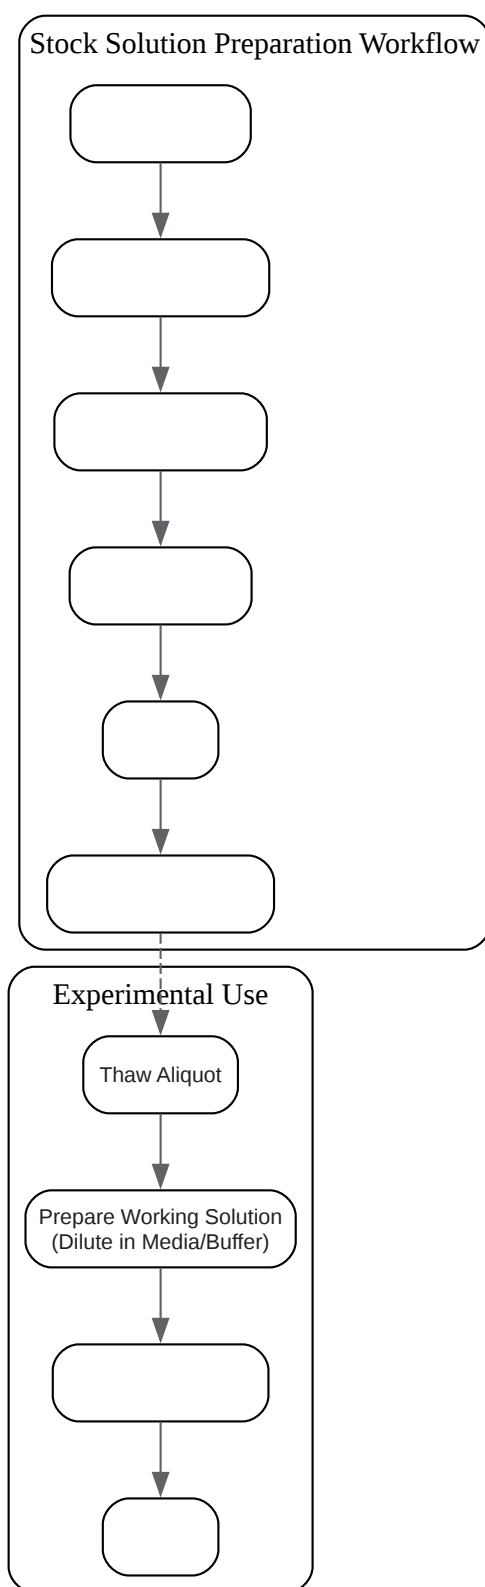 Stock Solution Preparation Workflow
Experimental Use
Thaw Aliquot
Prepare Working Solution
(Dilute in Media/Buffer)